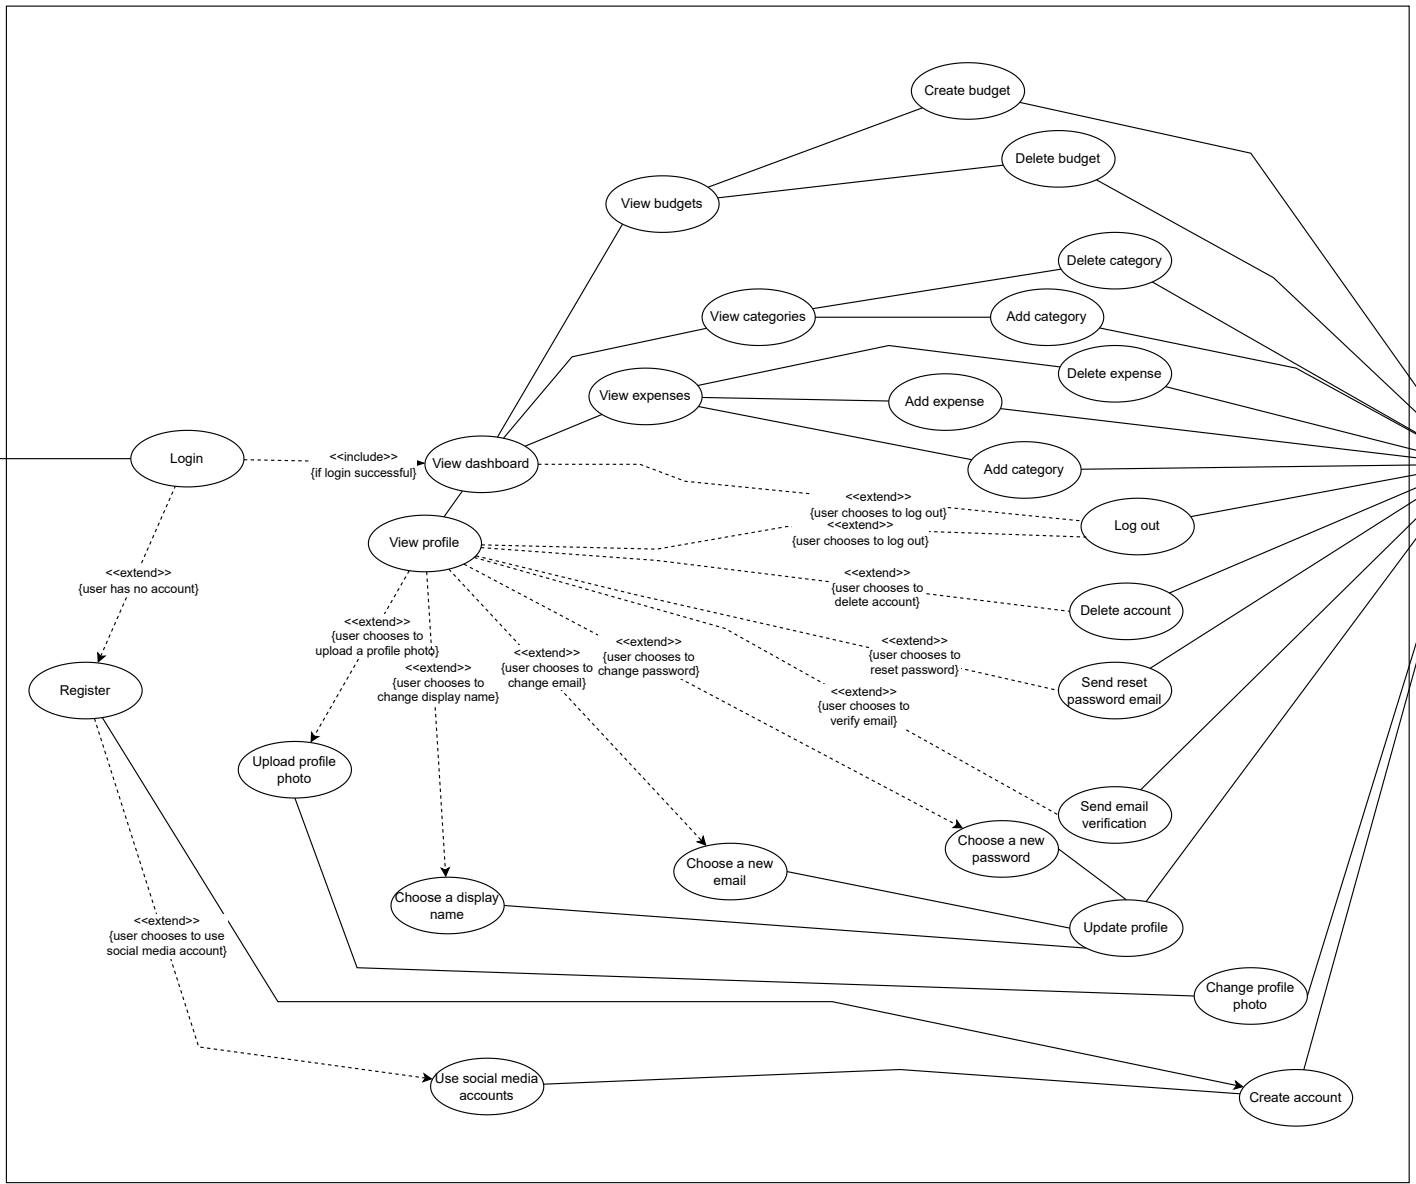 Create budget
Delete budget
View budgets
Delete category
View categories
Add category
Delete expense
View expenses
Add expense
Login
<<include>>
{if login successful}
View dashboard
Add category
<<extend>>
{user chooses to log out}
Log out
<<extend>>
{user chooses to log out}
View profile
<<extend>>
{user has no account}
<<extend>>
{user chooses to
delete account}
Delete account
<<extend>>
{user chooses to
upload a profile photo}
<<extend>>
{user chooses to
change display name}
<<extend>>
{user chooses to
change email}
<<extend>>
{user chooses to
change password}
<<extend>>
{user chooses to
reset password}
Send reset
password email
<<extend>>
{user chooses to
verify email}
Register
Upload profile
photo
Send email
verification
Choose a new
password
Choose a new
email
Choose a display
name
Update profile
<<extend>>
{user chooses to use
social media account}
Change profile
photo
Use social media
accounts
Create account